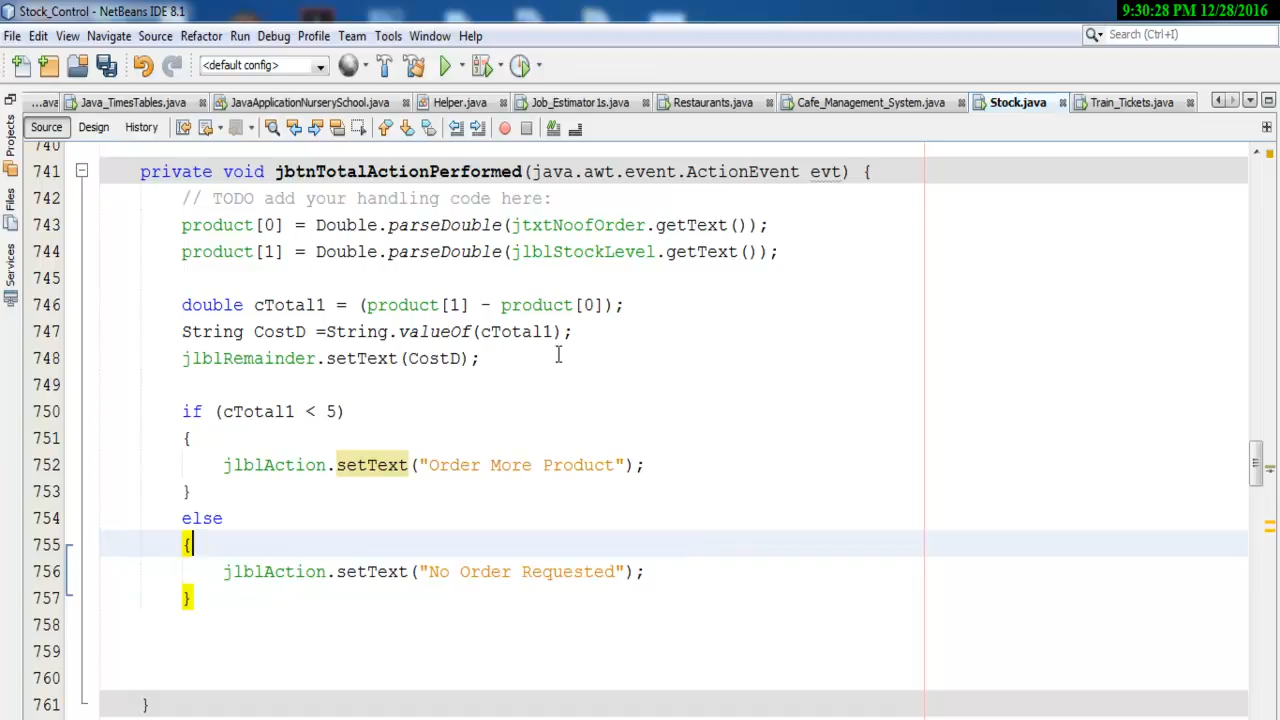 Stock_Control - NetBeans IDE 8.1
9:30:28 PM 12/28/2016
File Edit View Navigate Source Refactor Run Debug Profile Team Tools Window Help
Search (Ctrl+I)
<default config>
...ava Java_TimesTables.java JavaApplicationNurserySchool.java Helper.java Job_Estimator1s.java Restaurants.java Cafe_Management_System.java Stock.java Train_Tickets.java
Source Design History
Projects
Files
Services
740
741 private void jbtnTotalActionPerformed(java.awt.event.ActionEvent evt) {
742 // TODO add your handling code here:
743 product[0] = Double.parseDouble(jtxtNoofOrder.getText());
744 product[1] = Double.parseDouble(jlblStockLevel.getText());
745
746 double cTotal1 = (product[1] - product[0]);
747 String CostD =String.valueOf(cTotal1);
748 jlblRemainder.setText(CostD);
749
750 if (cTotal1 < 5)
751 {
752 jlblAction.setText("Order More Product");
753 }
754 else
755 {
756 jlblAction.setText("No Order Requested");
757 }
758
759
760
761 }